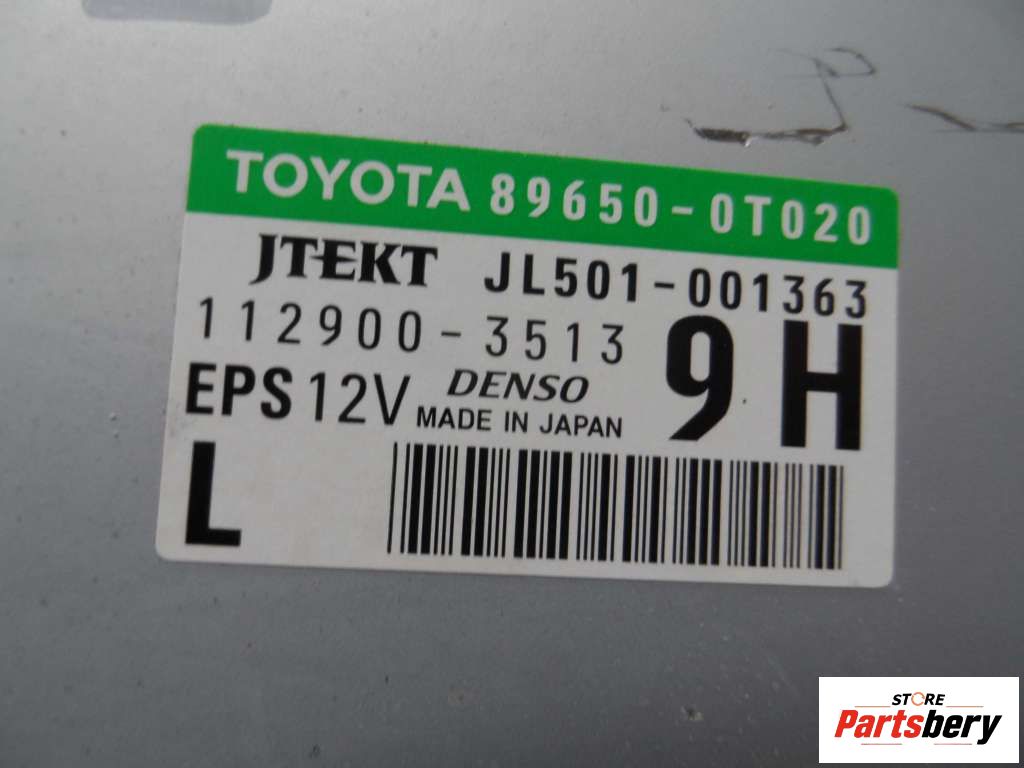 TOYOTA 89650-0T020
JTEKT JL501-001363
112900-3513
9H
EPS 12V DENSO
MADE IN JAPAN
L
STORE
Partsbery